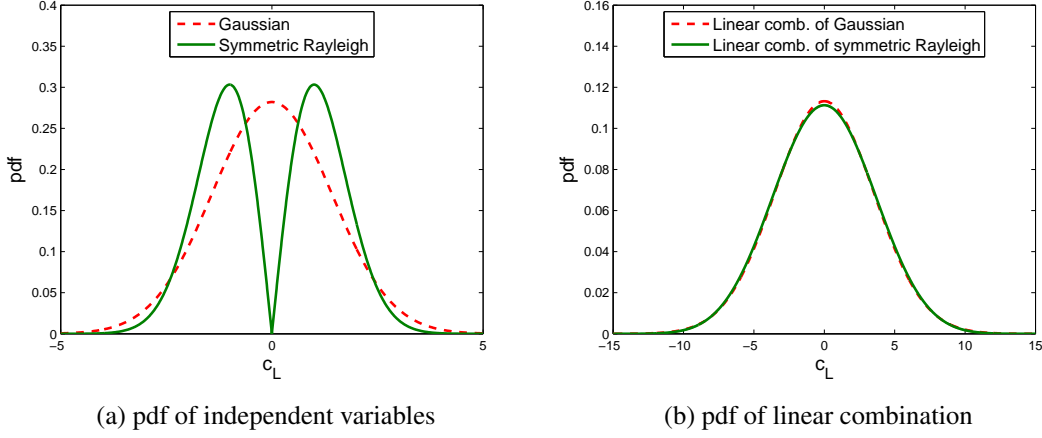 0.4
0.35
0.3
0.25
0.2
0.15
0.1
0.05
0
pdf
−5
0
5
c_L
Gaussian
Symmetric Rayleigh
(a) pdf of independent variables
0.16
0.14
0.12
0.1
0.08
0.06
0.04
0.02
0
pdf
−15
−10
−5
0
5
10
15
c_L
Linear comb. of Gaussian
Linear comb. of symmetric Rayleigh
(b) pdf of linear combination